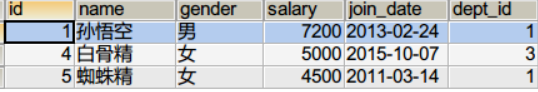 id name gender salary join_date dept_id
1 孙悟空 男 7200 2013-02-24 1
4 白骨精 女 5000 2015-10-07 3
5 蜘蛛精 女 4500 2011-03-14 1